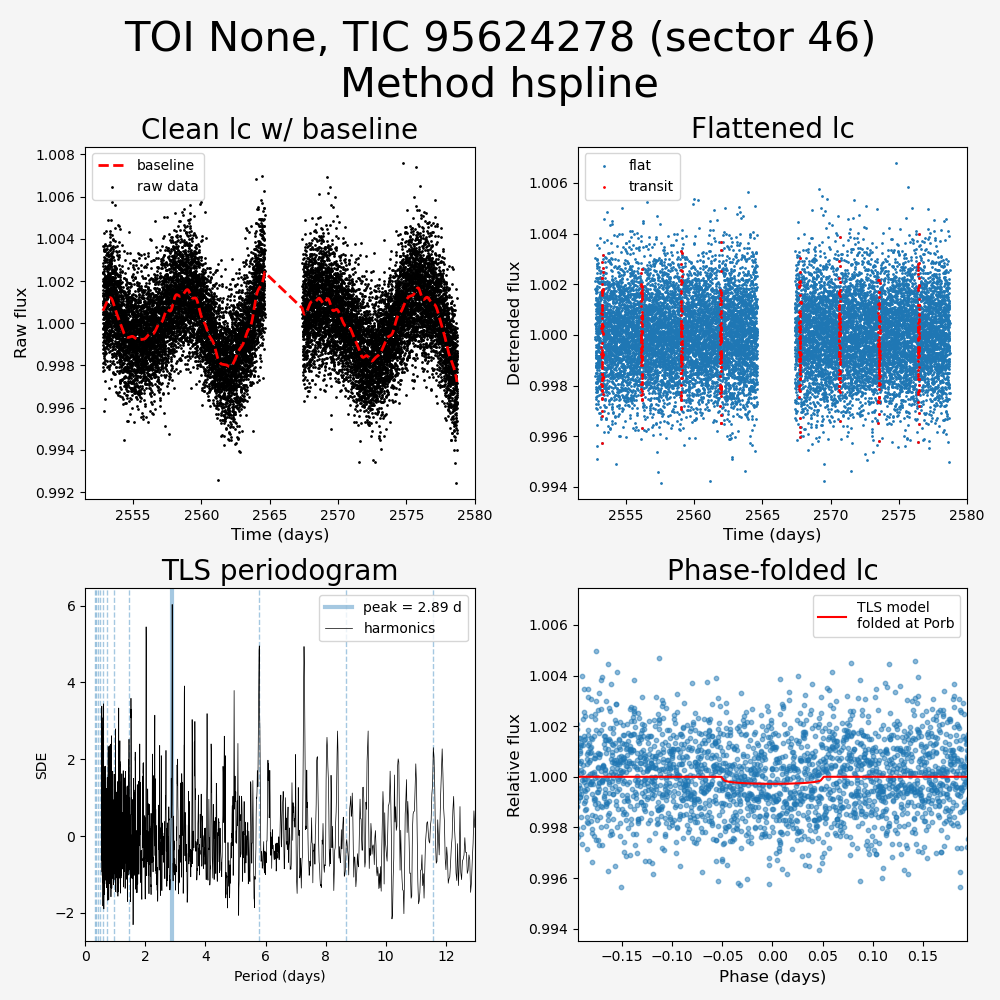 TOI None, TIC 95624278 (sector 46)
Method hspline
Clean lc w/ baseline
Flattened lc
baseline
raw data
flat
transit
1.008
1.006
1.004
1.002
1.000
0.998
0.996
0.994
0.992
Raw flux
2555 2560 2565 2570 2575 2580
Time (days)
1.006
1.004
1.002
1.000
0.998
0.996
0.994
Detrended flux
2555 2560 2565 2570 2575 2580
Time (days)
TLS periodogram
Phase-folded lc
peak = 2.89 d
harmonics
6
4
2
0
−2
SDE
0 2 4 6 8 10 12
Period (days)
TLS model
folded at Porb
1.006
1.004
1.002
1.000
0.998
0.996
0.994
Relative flux
−0.15 −0.10 −0.05 0.00 0.05 0.10 0.15
Phase (days)